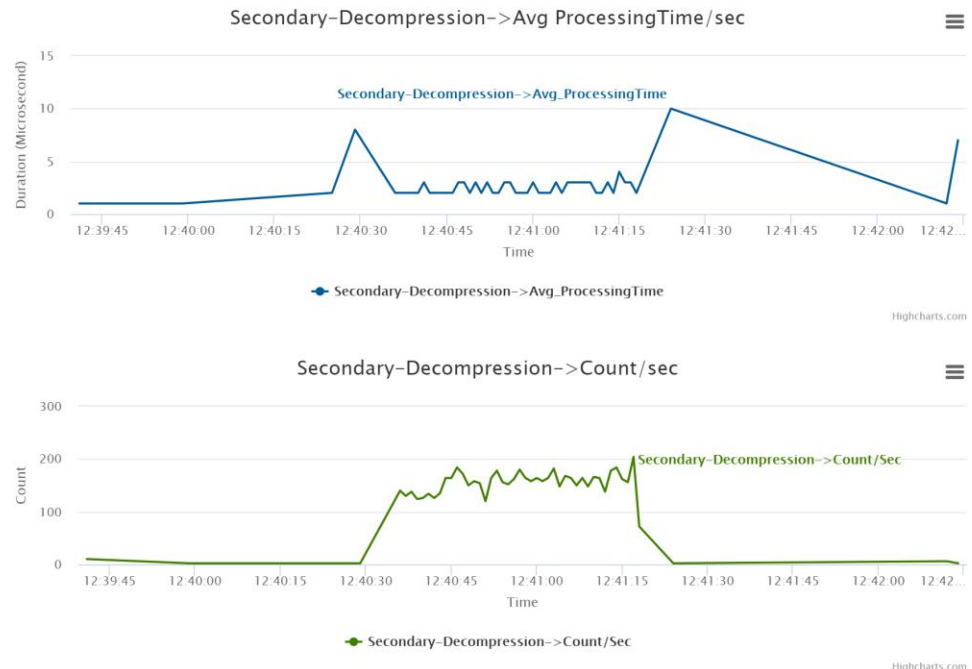 Secondary-Decompression->Avg ProcessingTime/sec
15
10
5
0
Duration (Microsecond)
Secondary-Decompression->Avg_ProcessingTime
12:39:45 12:40:00 12:40:15 12:40:30 12:40:45 12:41:00 12:41:15 12:41:30 12:41:45 12:42:00 12:42...
Time
Secondary-Decompression->Avg_ProcessingTime
Highcharts.com
Secondary-Decompression->Count/sec
300
200
100
0
Count
Secondary-Decompression->Count/Sec
12:39:45 12:40:00 12:40:15 12:40:30 12:40:45 12:41:00 12:41:15 12:41:30 12:41:45 12:42:00 12:42...
Time
Secondary-Decompression->Count/Sec
Highcharts.com